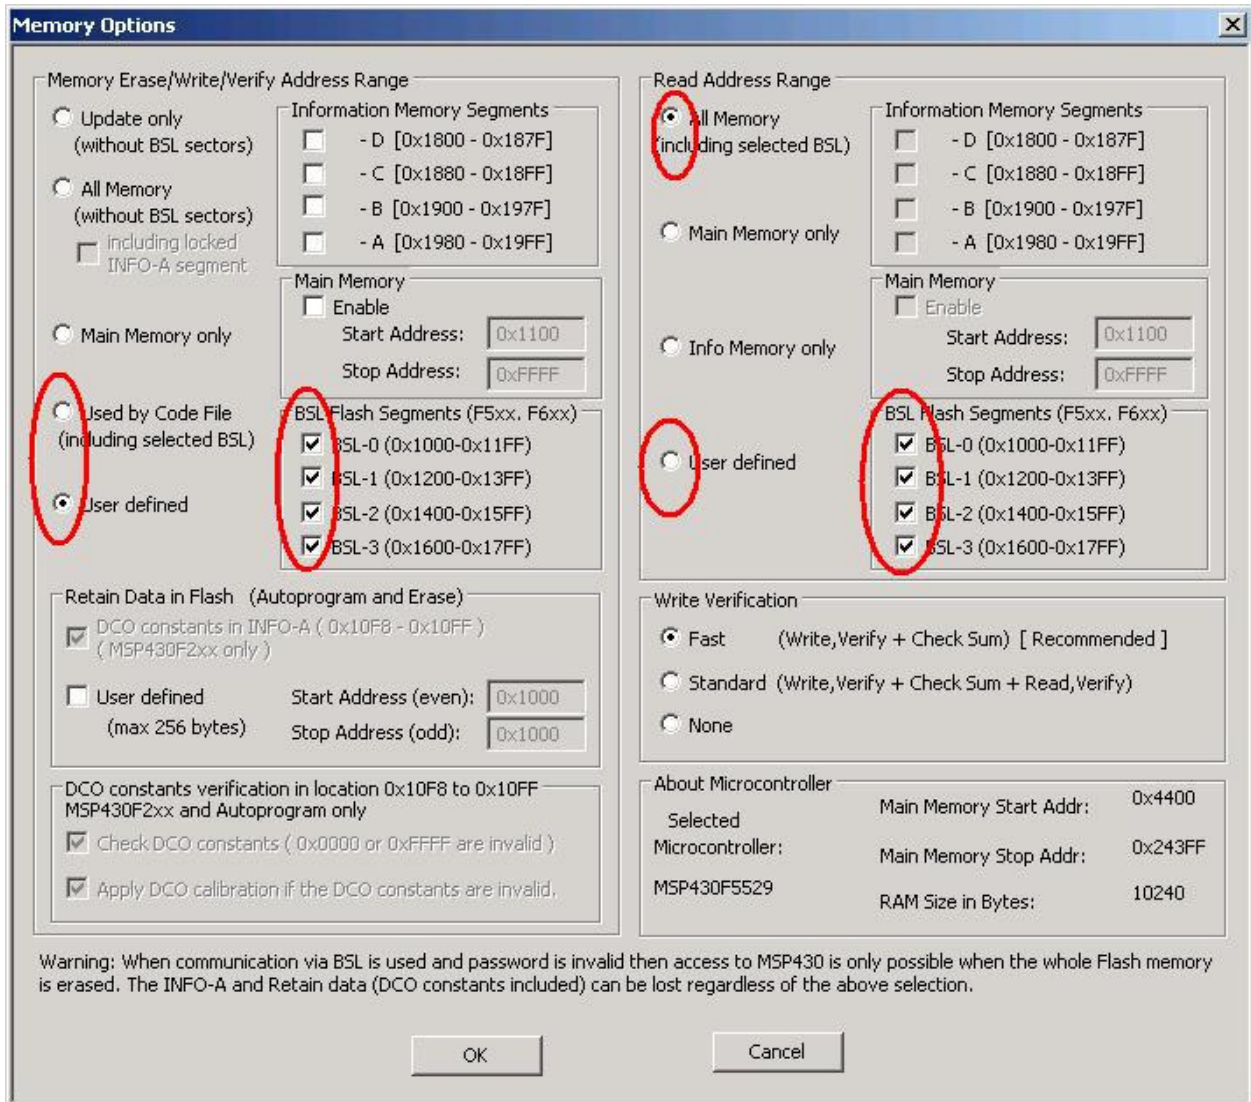 Memory Options
Memory Erase/Write/Verify Address Range
Update only
(without BSL sectors)
All Memory
(without BSL sectors)
including locked
INFO-A segment
Main Memory only
Used by Code File
(including selected BSL)
User defined
Information Memory Segments
- D [0x1800 - 0x187F]
- C [0x1880 - 0x18FF]
- B [0x1900 - 0x197F]
- A [0x1980 - 0x19FF]
Main Memory
Enable
Start Address: 0x1100
Stop Address: 0xFFFF
BSL Flash Segments (F5xx. F6xx)
BSL-0 (0x1000-0x11FF)
BSL-1 (0x1200-0x13FF)
BSL-2 (0x1400-0x15FF)
BSL-3 (0x1600-0x17FF)
Retain Data in Flash (Autoprogram and Erase)
DCO constants in INFO-A ( 0x10F8 - 0x10FF )
( MSP430F2xx only )
User defined
(max 256 bytes)
Start Address (even): 0x1000
Stop Address (odd): 0x1000
DCO constants verification in location 0x10F8 to 0x10FF
MSP430F2xx and Autoprogram only
Check DCO constants ( 0x0000 or 0xFFFF are invalid )
Apply DCO calibration if the DCO constants are invalid.
Read Address Range
All Memory
(including selected BSL)
Main Memory only
Info Memory only
User defined
Information Memory Segments
- D [0x1800 - 0x187F]
- C [0x1880 - 0x18FF]
- B [0x1900 - 0x197F]
- A [0x1980 - 0x19FF]
Main Memory
Enable
Start Address: 0x1100
Stop Address: 0xFFFF
BSL Flash Segments (F5xx. F6xx)
BSL-0 (0x1000-0x11FF)
BSL-1 (0x1200-0x13FF)
BSL-2 (0x1400-0x15FF)
BSL-3 (0x1600-0x17FF)
Write Verification
Fast (Write,Verify + Check Sum) [ Recommended ]
Standard (Write,Verify + Check Sum + Read,Verify)
None
About Microcontroller
Selected
Microcontroller:
MSP430F5529
Main Memory Start Addr: 0x4400
Main Memory Stop Addr: 0x243FF
RAM Size in Bytes: 10240
Warning: When communication via BSL is used and password is invalid then access to MSP430 is only possible when the whole Flash memory
is erased. The INFO-A and Retain data (DCO constants included) can be lost regardless of the above selection.
OK
Cancel